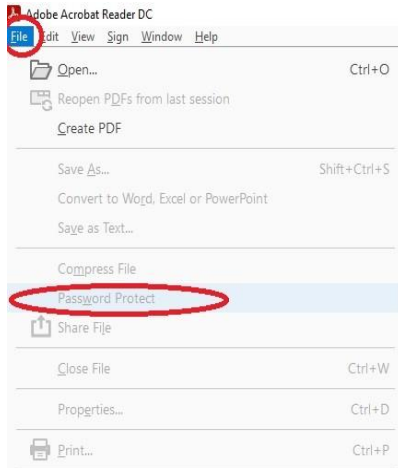 Adobe Acrobat Reader DC
File Edit View Sign Window Help
Open... Ctrl+O
Reopen PDFs from last session
Create PDF
Save As... Shift+Ctrl+S
Convert to Word, Excel or PowerPoint
Save as Text...
Compress File
Password Protect
Share File
Close File Ctrl+W
Properties... Ctrl+D
Print... Ctrl+P